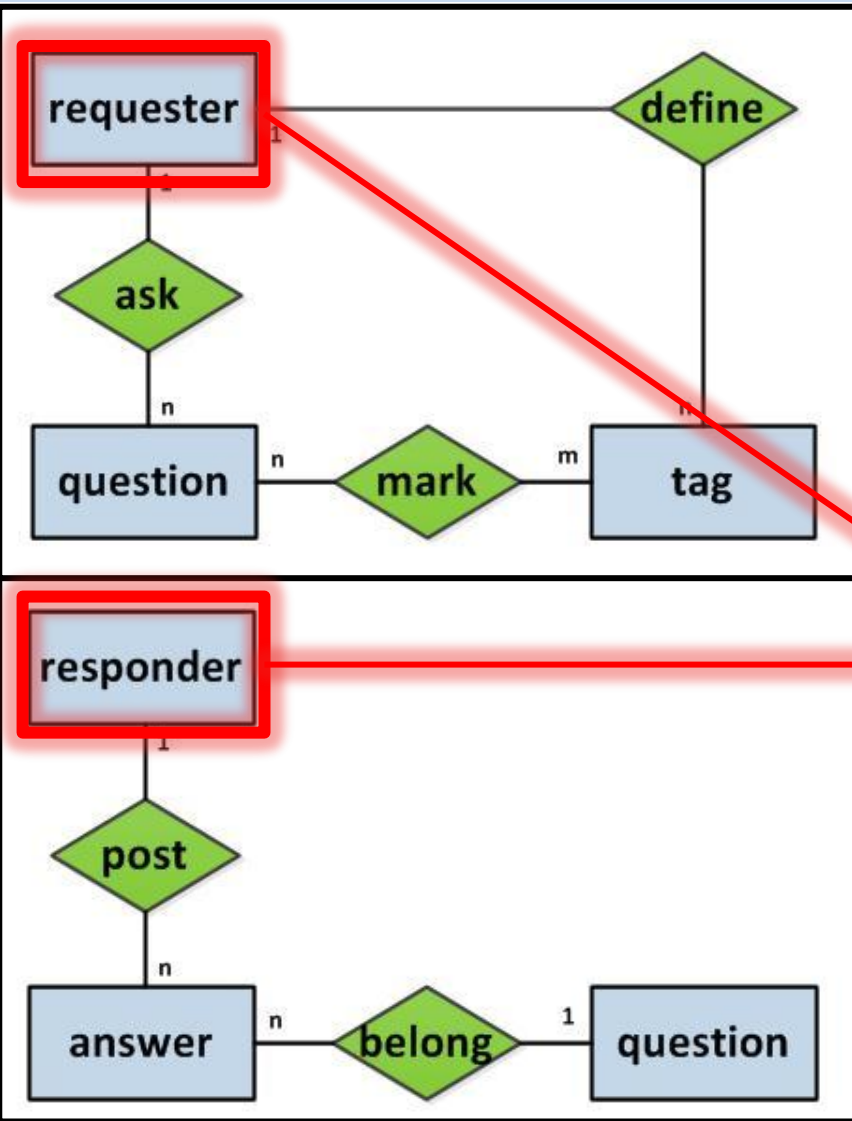 requester
define
1
1
ask
n
n
question
n
mark
m
tag
responder
1
post
n
answer
n
belong
1
question